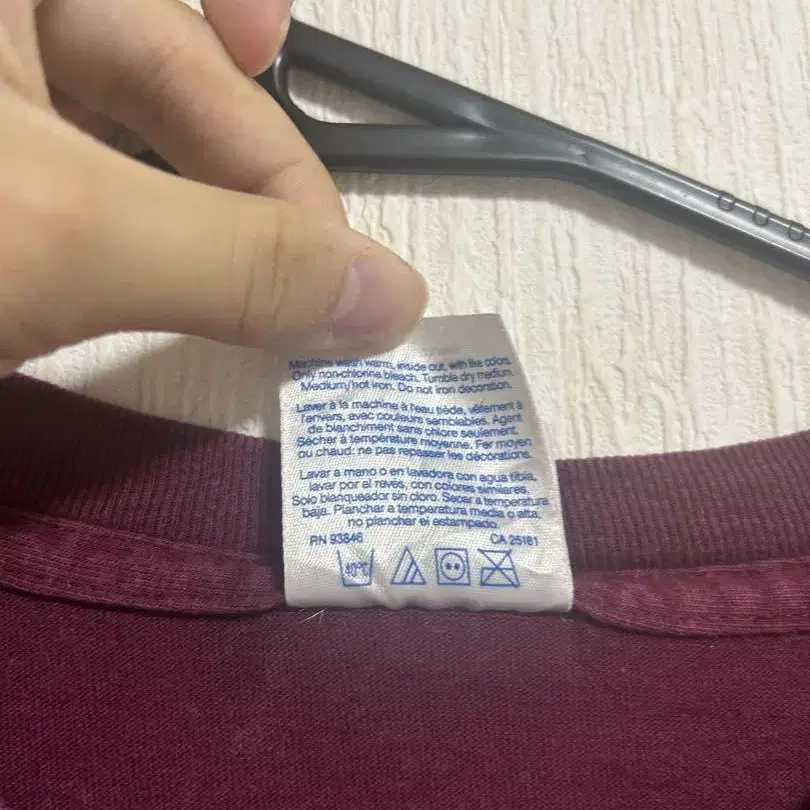 Machine wash warm, inside out, with like colors.
Only non-chlorine bleach. Tumble dry medium.
Medium/hot iron. Do not iron decoration.
Laver à la machine à l'eau tiède, vêtement à
l'envers, avec couleurs semblables. Agent
de blanchiment sans chlore seulement.
Sécher à température moyenne. Fer moyen
ou chaud: ne pas repasser les décorations.
Lavar a mano o en lavadora con agua tibia,
lavar por el revés, con colores similares.
Solo blanqueador sin cloro. Secar a temperatura
baja. Planchar a temperatura media o alta.
no planchar el estampado.
RN 93846 CA 25161
40°C